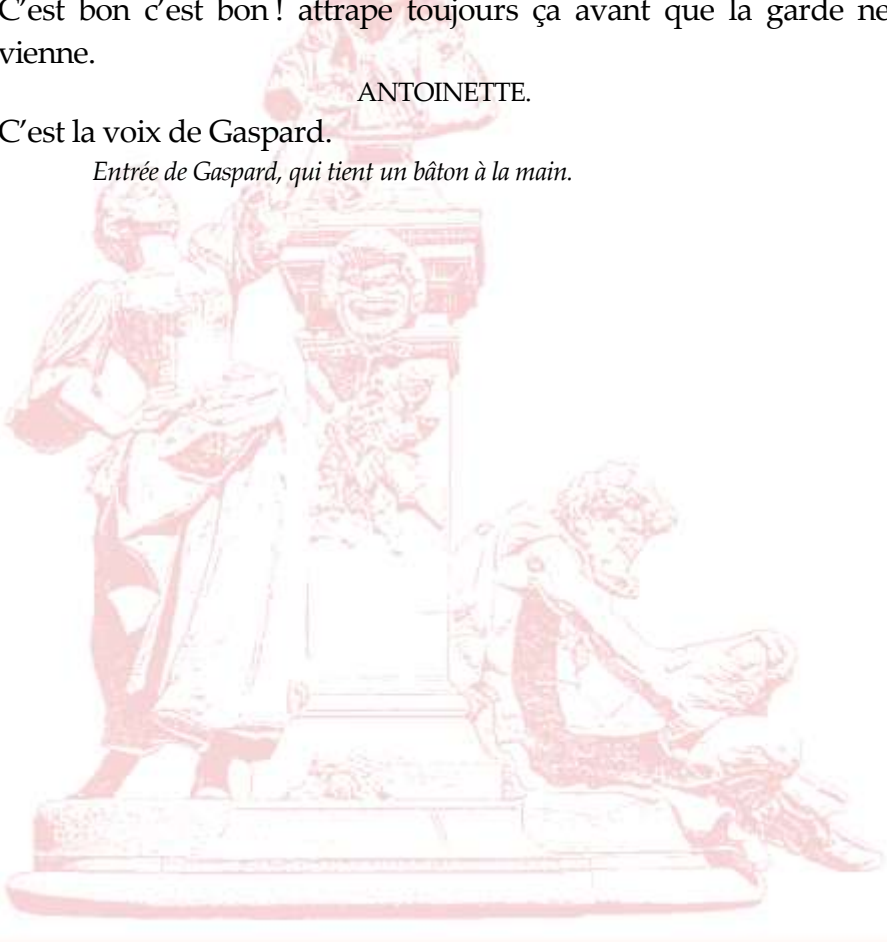 C’est bon c’est bon ! attrape toujours ça avant que la garde ne
vienne.
ANTOINETTE.
C’est la voix de Gaspard.
Entrée de Gaspard, qui tient un bâton à la main.